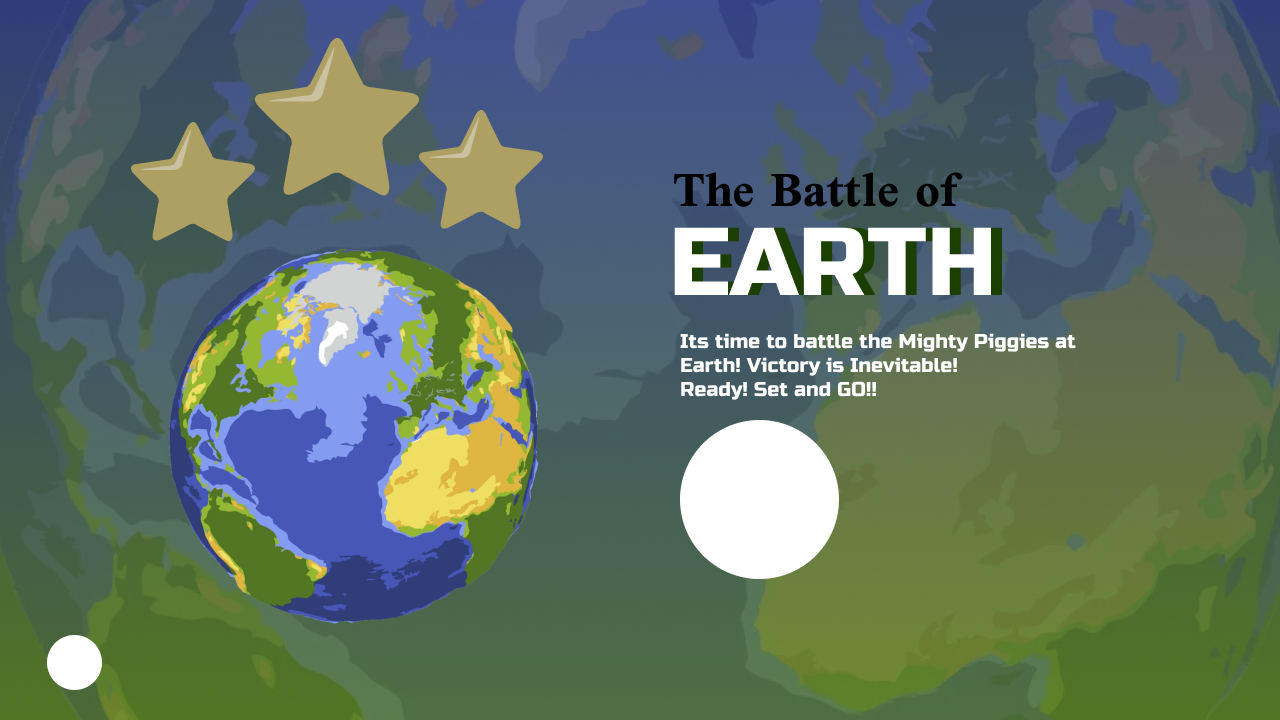 The Battle of
EARTH
Its time to battle the Mighty Piggies at
Earth! Victory is Inevitable!
Ready! Set and GO!!